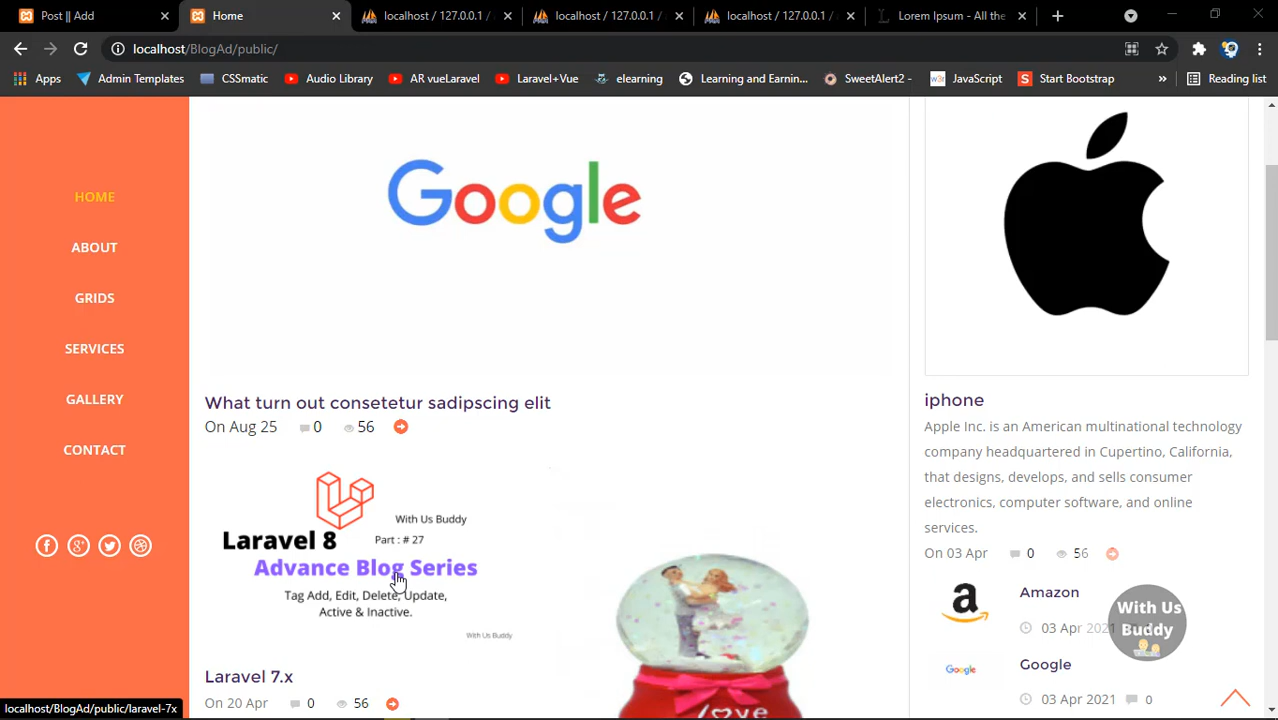 Post || Add
Home
localhost / 127.0.0.1 /
localhost / 127.0.0.1 /
localhost / 127.0.0.1 /
Lorem Ipsum - All the
localhost/BlogAd/public/
Apps
Admin Templates
CSSmatic
Audio Library
AR vueLaravel
Laravel+Vue
elearning
Learning and Earnin...
SweetAlert2 -
JavaScript
Start Bootstrap
»
Reading list
HOME
ABOUT
GRIDS
SERVICES
GALLERY
CONTACT
Google
What turn out consetetur sadipscing elit
On Aug 25 0 56
With Us Buddy
Laravel 8
Part : # 27
Advance Blog Series
Tag Add, Edit, Delete, Update,
Active & Inactive.
With Us Buddy
Laravel 7.x
On 20 Apr 0 56
love
iphone
Apple Inc. is an American multinational technology
company headquartered in Cupertino, California,
that designs, develops, and sells consumer
electronics, computer software, and online
services.
On 03 Apr 0 56
Amazon
03 Apr 2021
With Us
Buddy
Google
Google
03 Apr 2021 0
localhost/BlogAd/public/laravel-7x